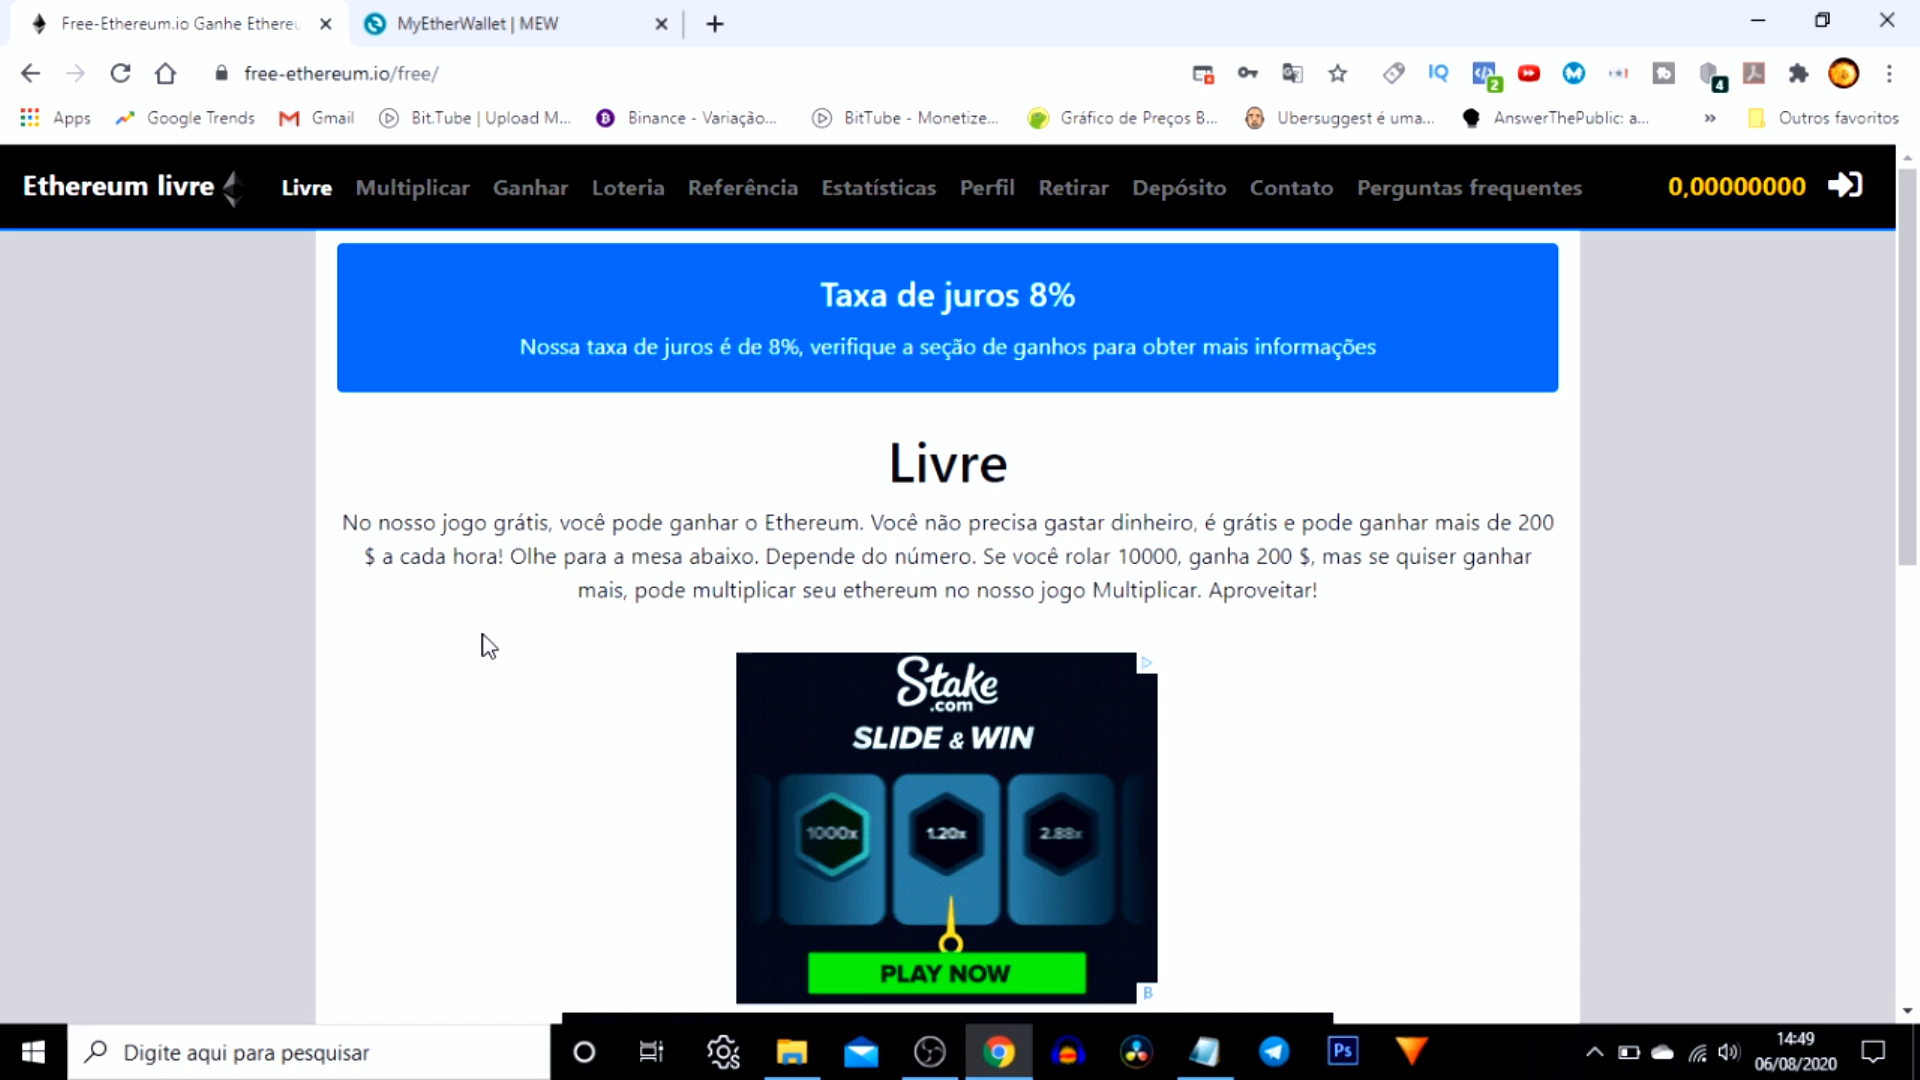 Free-Ethereum.io Ganhe Ethereu
MyEtherWallet | MEW
free-ethereum.io/free/
IQ
2
4
Apps
Google Trends
Gmail
Bit.Tube | Upload M...
Binance - Variação...
BitTube - Monetize...
Gráfico de Preços B...
Ubersuggest é uma...
AnswerThePublic: a...
»
Outros favoritos
Ethereum livre
Livre
Multiplicar
Ganhar
Loteria
Referência
Estatísticas
Perfil
Retirar
Depósito
Contato
Perguntas frequentes
0,00000000
Taxa de juros 8%
Nossa taxa de juros é de 8%, verifique a seção de ganhos para obter mais informações
Livre
No nosso jogo grátis, você pode ganhar o Ethereum. Você não precisa gastar dinheiro, é grátis e pode ganhar mais de 200
$ a cada hora! Olhe para a mesa abaixo. Depende do número. Se você rolar 10000, ganha 200 $, mas se quiser ganhar
mais, pode multiplicar seu ethereum no nosso jogo Multiplicar. Aproveitar!
Stake
.com
SLIDE & WIN
1000x
1.20x
2.88x
PLAY NOW
B
Digite aqui para pesquisar
Ps
14:49
06/08/2020